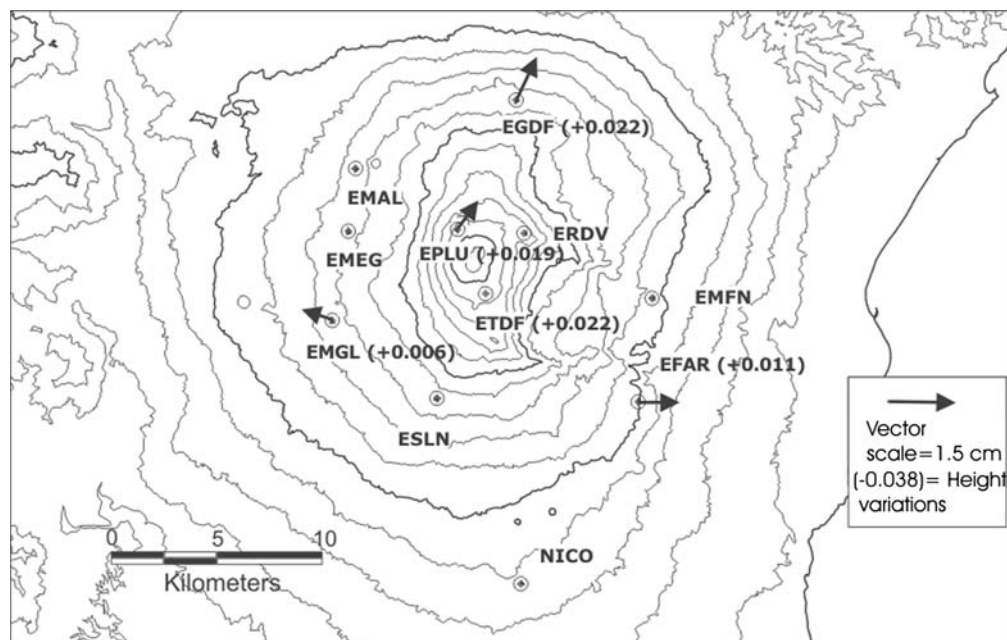 EGDF (+0.022)
EMAL
ERDV
EPLU (+0.019)
EMEG
EMFN
ETDF (+0.022)
EMGL (+0.006)
EFAR (+0.011)
ESLN
Vector
scale=1.5 cm
(-0.038)= Height
variations
NICO
0 5 10
Kilometers